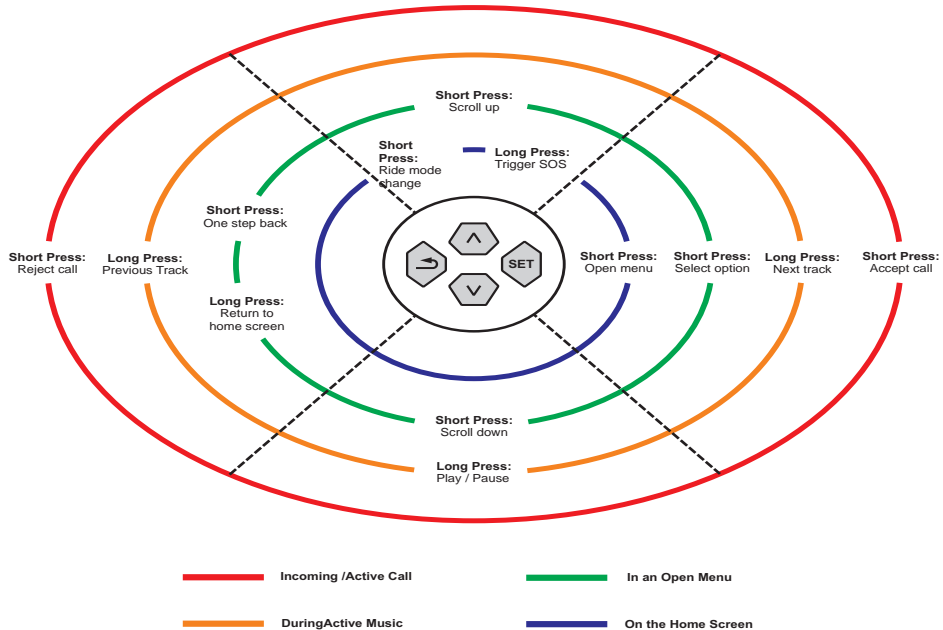 Short Press:
Scroll up
Short
Press:
Ride mode
change
Long Press:
Trigger SOS
Short Press:
One step back
Short Press:
Reject call
Long Press:
Previous Track
SET
Short Press:
Open menu
Short Press:
Select option
Long Press:
Next track
Short Press:
Accept call
Long Press:
Return to
home screen
Short Press:
Scroll down
Long Press:
Play / Pause
Incoming /Active Call
In an Open Menu
DuringActive Music
On the Home Screen